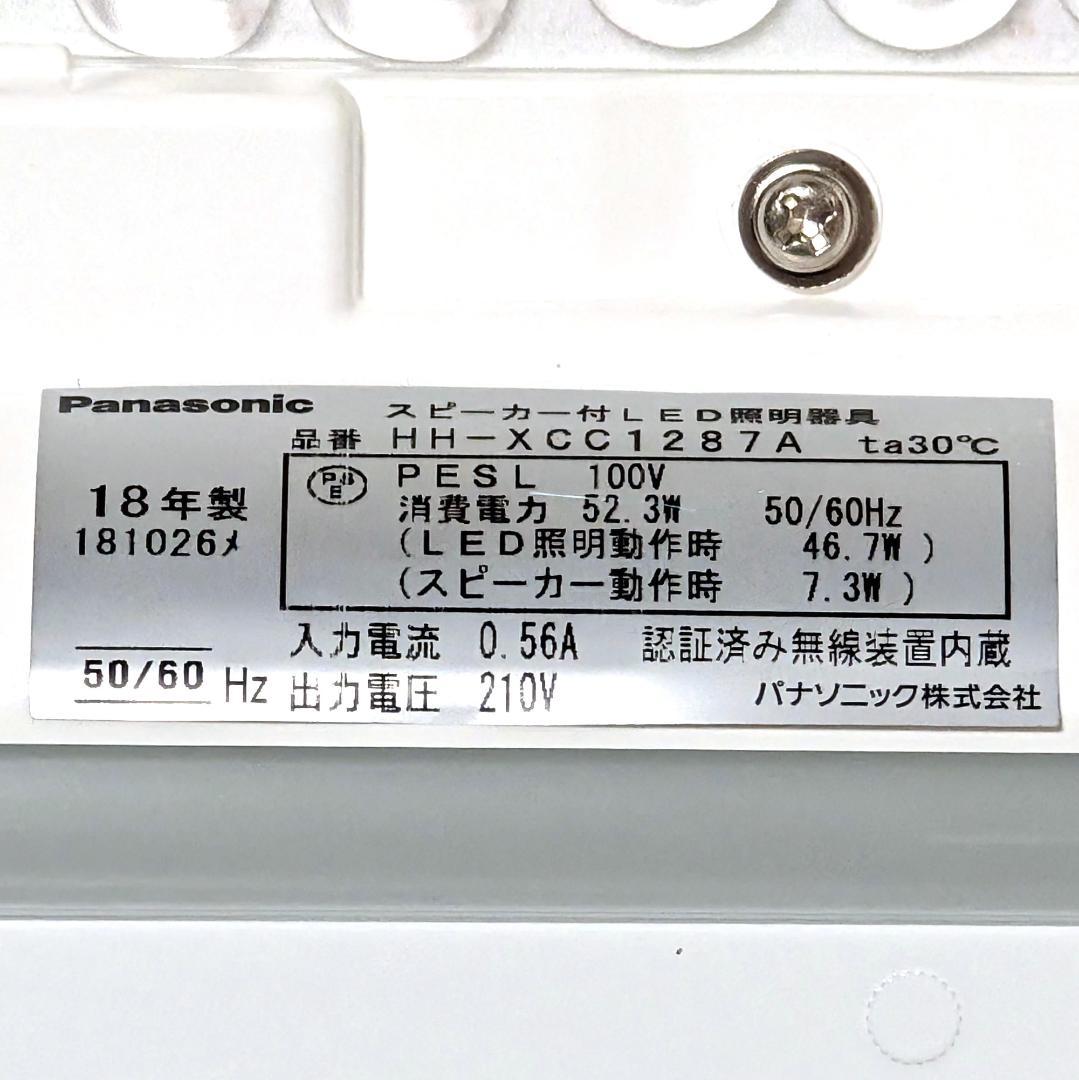 Panasonic スピーカー付LED照明器具
品番 HH-XCC1287A ta30℃
PESL 100V
18年製 消費電力 52.3W 50/60Hz
181026メ (LED照明動作時 46.7W)
(スピーカー動作時 7.3W)
入力電流 0.56A 認証済み無線装置内蔵
50/60 Hz 出力電圧 210V パナソニック株式会社